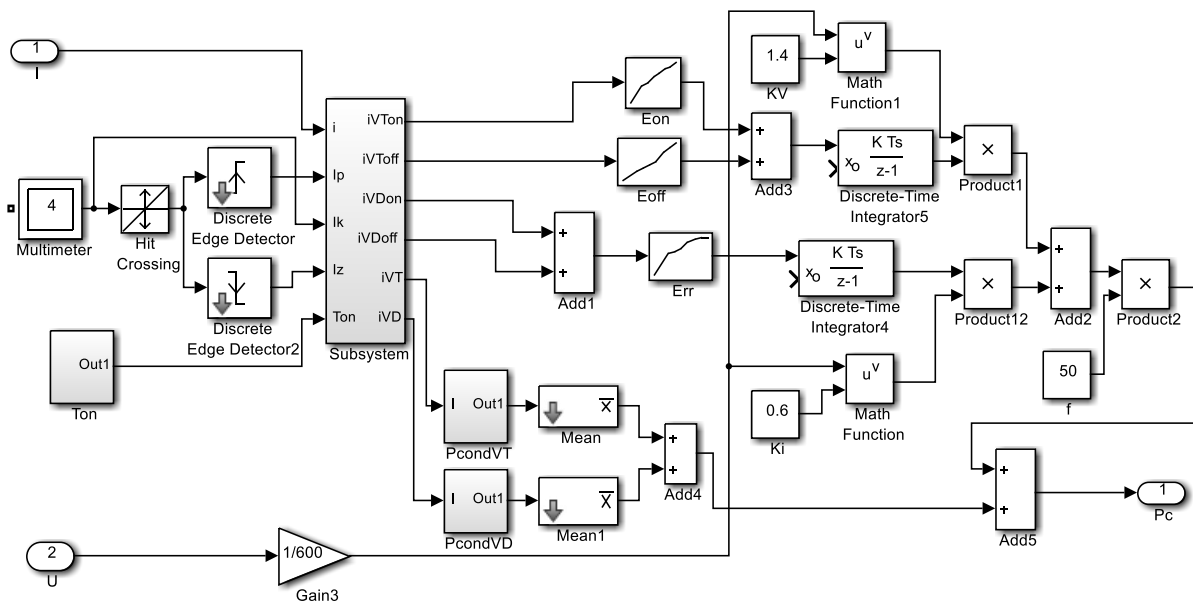 1
I
4
Multimeter
Hit
Crossing
Discrete
Edge Detector
Discrete
Edge Detector2
Out1
Ton
i
Ip
Ik
Iz
Ton
iVTon
iVToff
iVDon
iVDoff
iVT
iVD
Subsystem
Eon
Eoff
+
+
Add1
Err
1.4
KV
u^v
Math
Function1
+
+
Add3
K Ts
x_o
z-1
Discrete-Time
Integrator5
×
Product1
K Ts
x_o
z-1
Discrete-Time
Integrator4
×
Product12
+
+
Add2
×
Product2
50
f
0.6
Ki
u^v
Math
Function
I Out1
PcondVT
x̅
Mean
I Out1
PcondVD
x̅
Mean1
+
+
Add4
+
+
Add5
1
Pc
2
U
1/600
Gain3